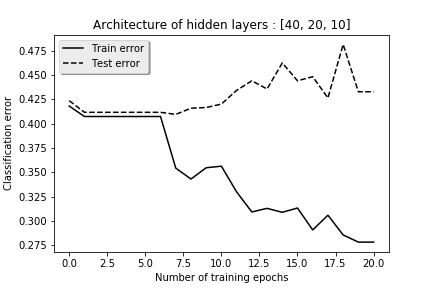 Architecture of hidden layers : [40, 20, 10]
Train error
Test error
Classification error
0.475
0.450
0.425
0.400
0.375
0.350
0.325
0.300
0.275
0.0 2.5 5.0 7.5 10.0 12.5 15.0 17.5 20.0
Number of training epochs